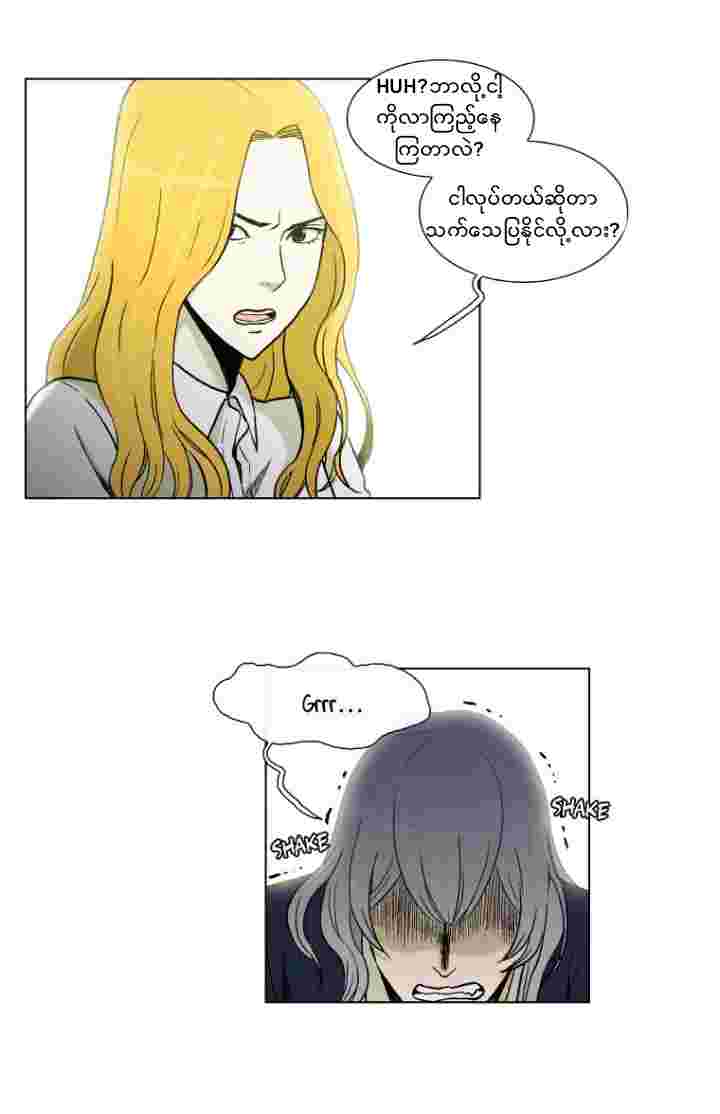 HUH?ဘာလို့ငါ့
ကိုလာကြည့်နေ
ကြတာလဲ?
ငါလုပ်တယ်ဆိုတာ
သက်သေပြနိုင်လို့လား?
Grrr...
SHAKE
SHAKE